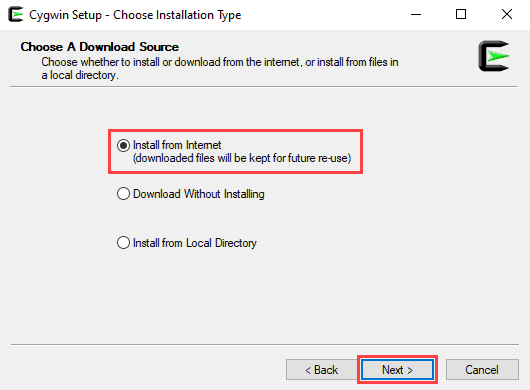 Cygwin Setup - Choose Installation Type
Choose A Download Source
Choose whether to install or download from the internet, or install from files in
a local directory.
Install from Internet
(downloaded files will be kept for future re-use)
Download Without Installing
Install from Local Directory
< Back
Next >
Cancel